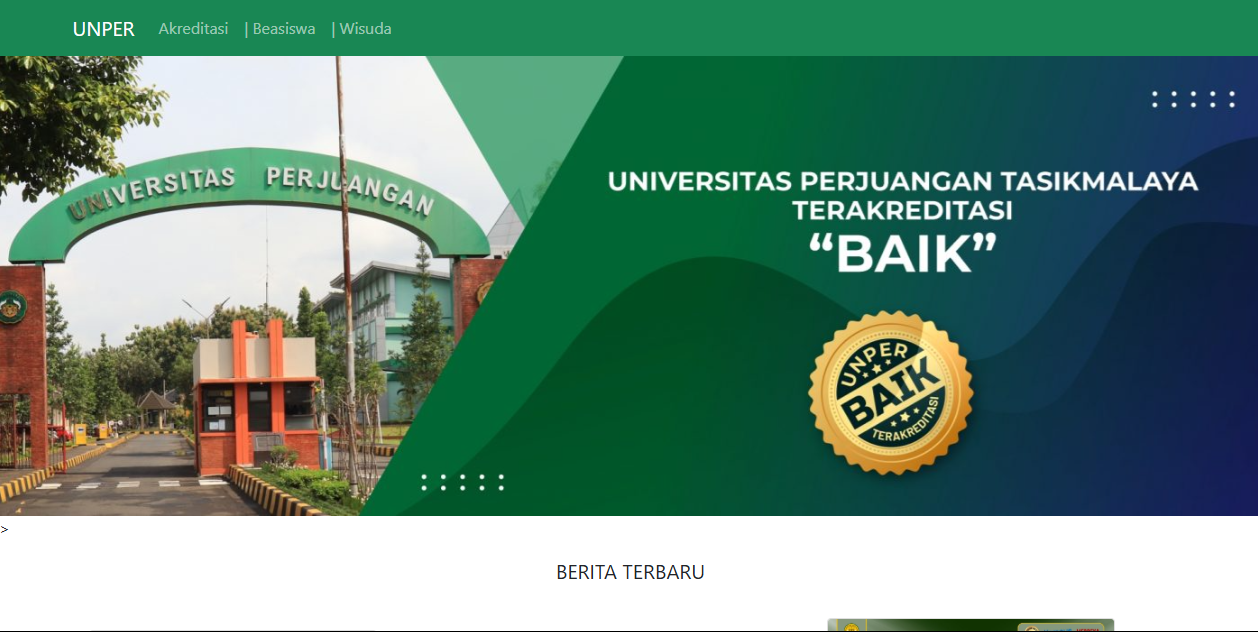 UNPER Akreditasi | Beasiswa | Wisuda
UNIVERSITAS PERJUANGAN
UNIVERSITAS PERJUANGAN TASIKMALAYA
TERAKREDITASI
“BAIK”
UNPER
BAIK
TERAKREDITASI
>
BERITA TERBARU